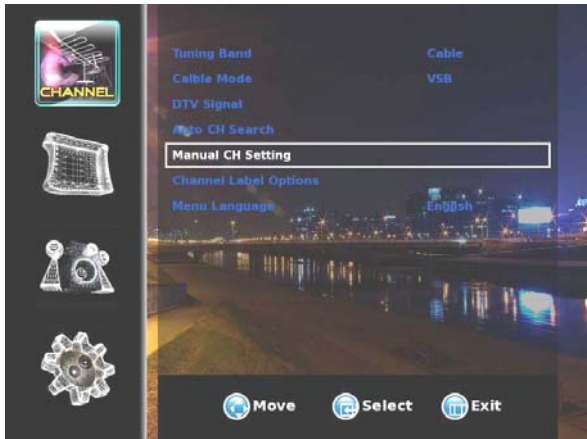 CHANNEL
Tuning Band Cable
Calble Mode VSB
DTV Signal
Auto CH Search
Manual CH Setting
Channel Label Options
Menu Language English
Move Select Exit